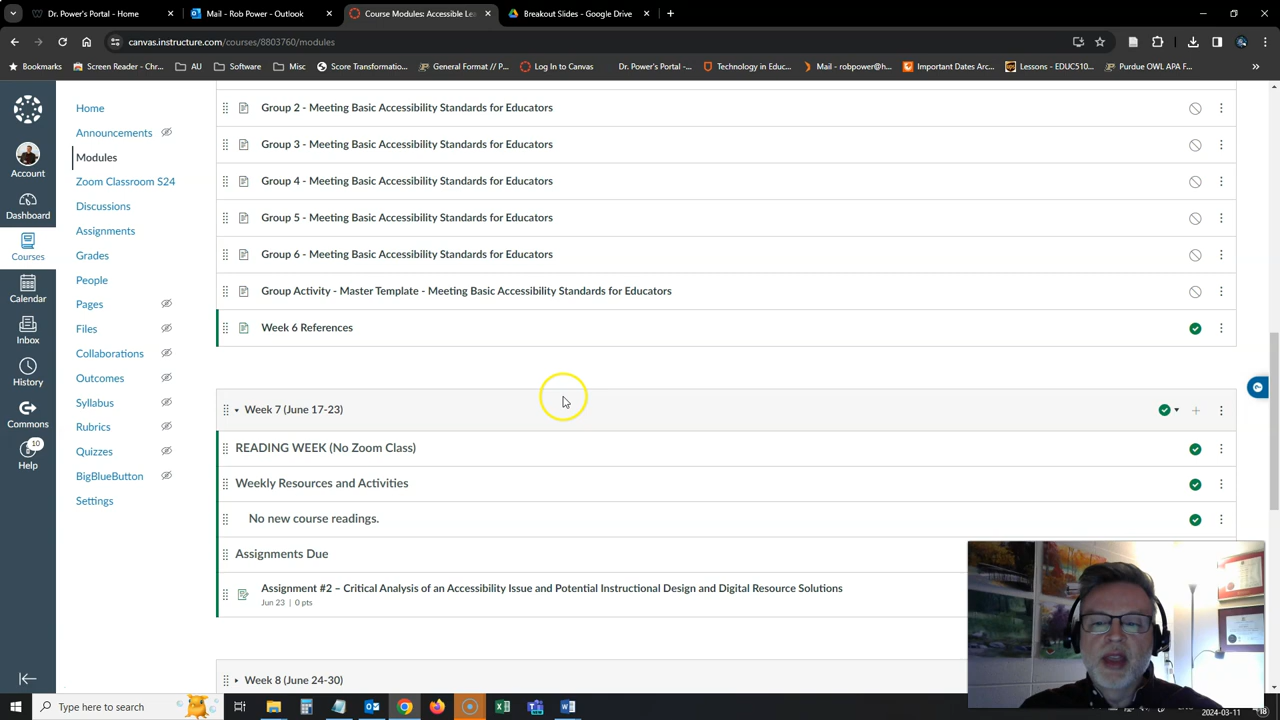 Dr. Power's Portal - Home
Mail - Rob Power - Outlook
Course Modules: Accessible Le
Breakout Slides - Google Drive
canvas.instructure.com/courses/8803760/modules
Bookmarks
Screen Reader - Chr...
AU
Software
Misc
Score Transformatio...
General Format // P...
Log In to Canvas
Dr. Power's Portal -...
Technology in Educ...
Mail - robpower@h...
Important Dates Arc...
Lessons - EDUC510...
Purdue OWL APA F...
Account
Dashboard
Courses
Calendar
Inbox
History
Commons
10
Help
Home
Announcements
Modules
Zoom Classroom S24
Discussions
Assignments
Grades
People
Pages
Files
Collaborations
Outcomes
Syllabus
Rubrics
Quizzes
BigBlueButton
Settings
Group 2 - Meeting Basic Accessibility Standards for Educators
Group 3 - Meeting Basic Accessibility Standards for Educators
Group 4 - Meeting Basic Accessibility Standards for Educators
Group 5 - Meeting Basic Accessibility Standards for Educators
Group 6 - Meeting Basic Accessibility Standards for Educators
Group Activity - Master Template - Meeting Basic Accessibility Standards for Educators
Week 6 References
Week 7 (June 17-23)
READING WEEK (No Zoom Class)
Weekly Resources and Activities
No new course readings.
Assignments Due
Assignment #2 – Critical Analysis of an Accessibility Issue and Potential Instructional Design and Digital Resource Solutions
Jun 23 | 0 pts
Week 8 (June 24-30)
Type here to search
2024-03-11